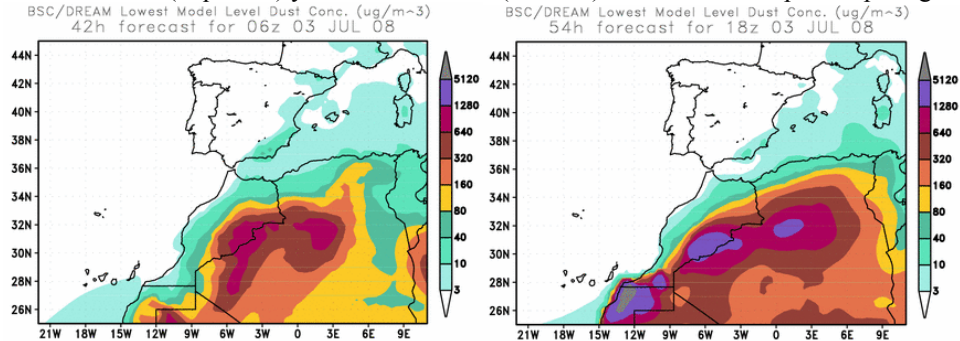 BSC/DREAM Lowest Model Level Dust Conc. (ug/m^3)
42h forecast for 06z 03 JUL 08
44N
42N
40N
38N
36N
34N
32N
30N
28N
26N
21W 18W 15W 12W 9W 6W 3W 0 3E 6E 9E
5120
1280
640
320
160
80
40
10
3
BSC/DREAM Lowest Model Level Dust Conc. (ug/m^3)
54h forecast for 18z 03 JUL 08
44N
42N
40N
38N
36N
34N
32N
30N
28N
26N
21W 18W 15W 12W 9W 6W 3W 0 3E 6E 9E
5120
1280
640
320
160
80
40
10
3